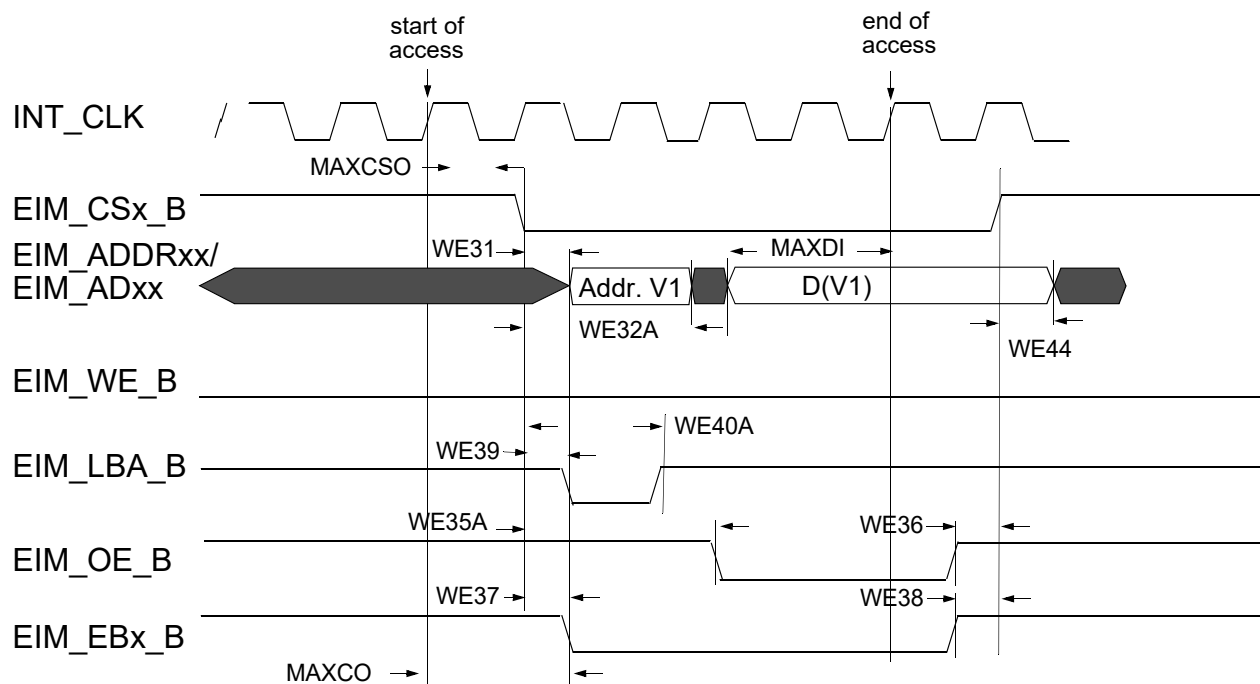 start of
access
end of
access
INT_CLK
MAXCSO
EIM_CSx_B
EIM_ADDRxx/
EIM_ADxx
WE31
MAXDI
Addr. V1
D(V1)
WE32A
WE44
EIM_WE_B
WE40A
WE39
EIM_LBA_B
WE35A
WE36
EIM_OE_B
WE37
WE38
EIM_EBx_B
MAXCO